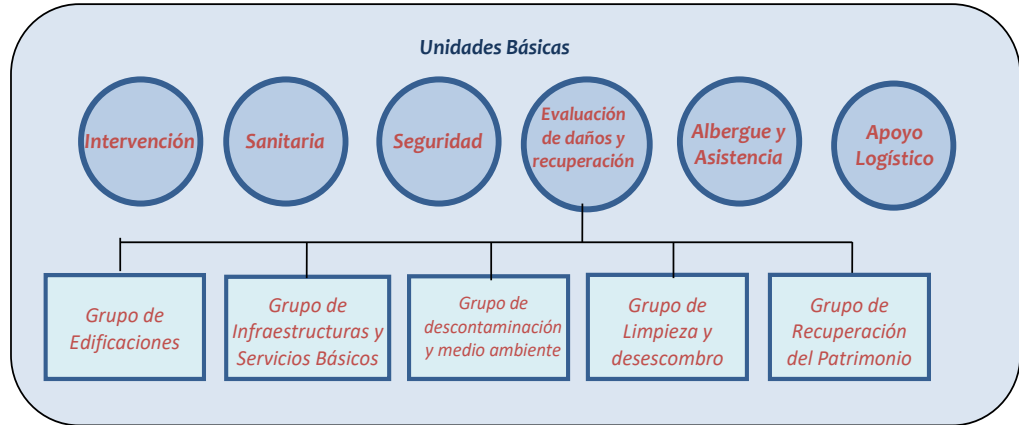 Unidades Básicas
Intervención
Sanitaria
Seguridad
Evaluación
de daños y
recuperación
Albergue y
Asistencia
Apoyo
Logístico
Grupo de
Edificaciones
Grupo de
Infraestructuras y
Servicios Básicos
Grupo de
descontaminación
y medio ambiente
Grupo de
Limpieza y
desescombro
Grupo de
Recuperación
del Patrimonio